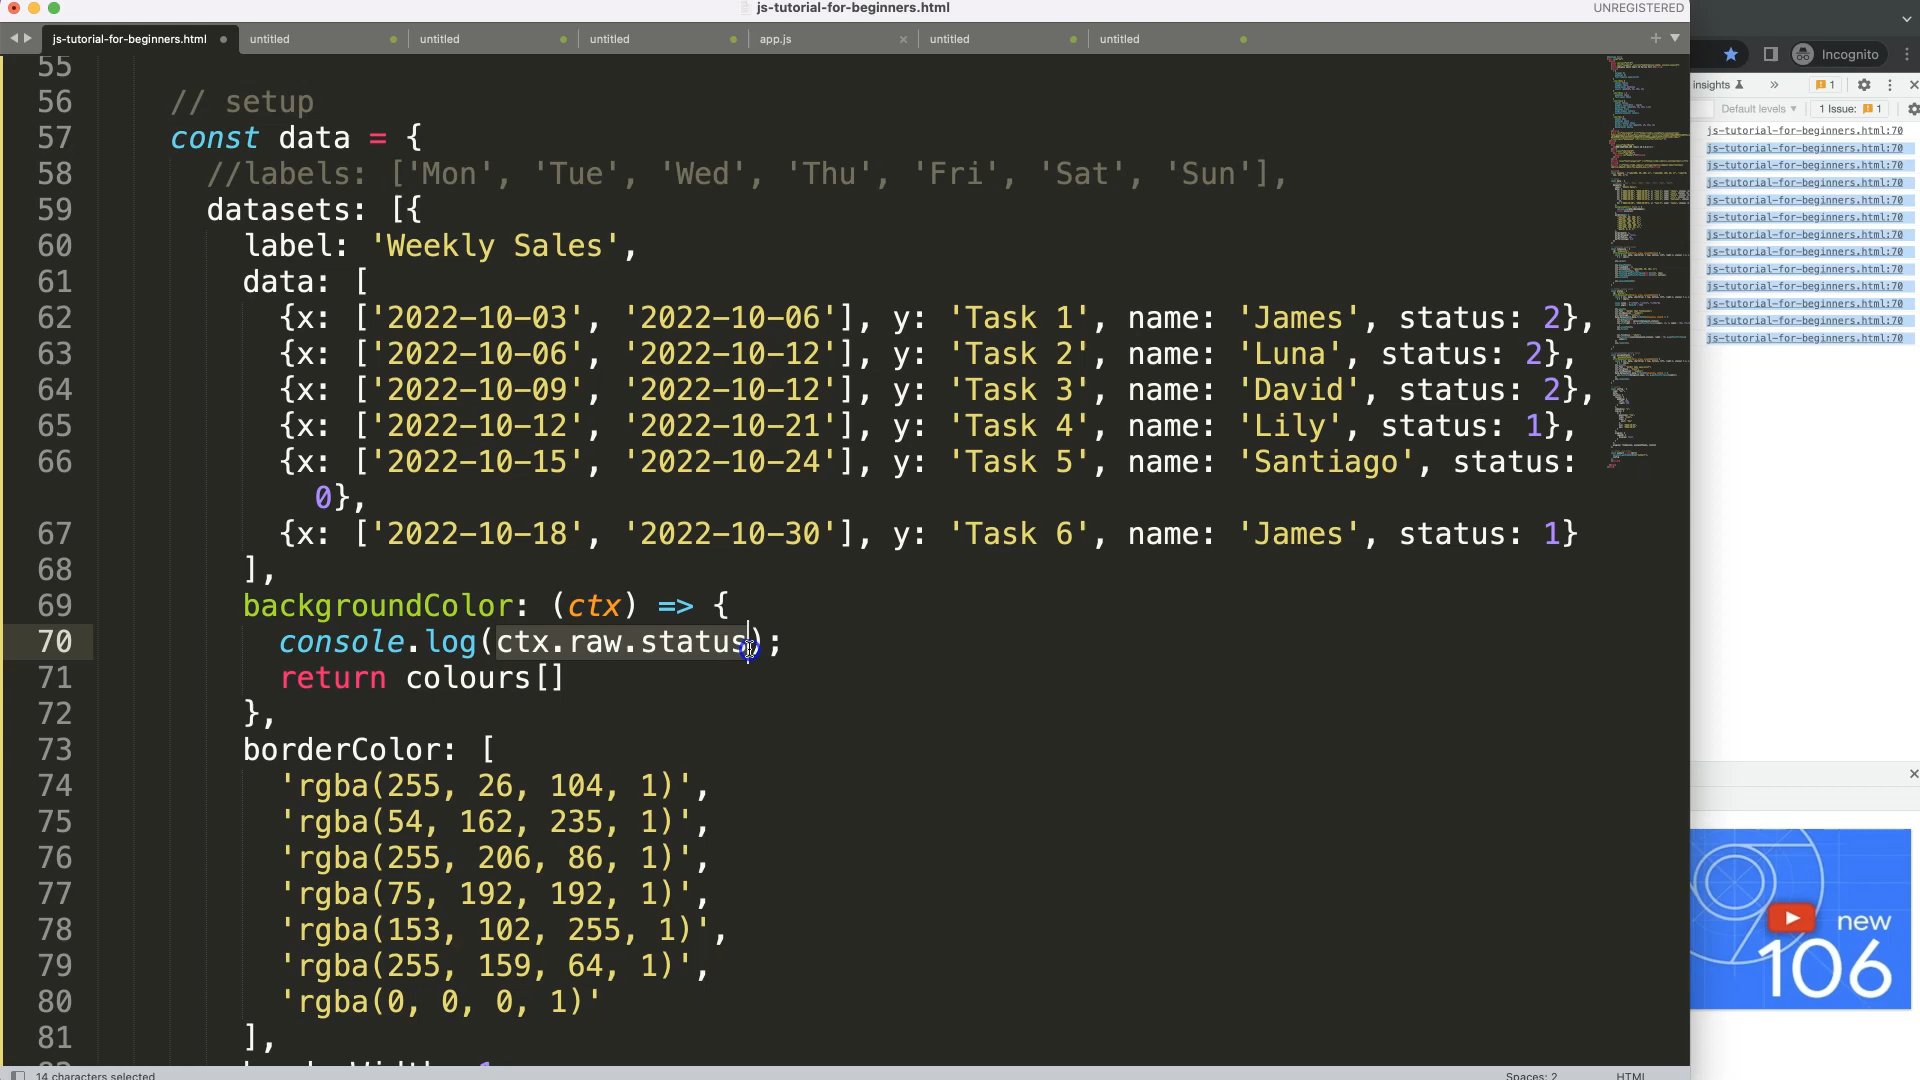 js-tutorial-for-beginners.html
UNREGISTERED
js-tutorial-for-beginners.html
untitled
untitled
untitled
app.js
untitled
untitled
55
56 // setup
57 const data = {
58 //labels: ['Mon', 'Tue', 'Wed', 'Thu', 'Fri', 'Sat', 'Sun'],
59 datasets: [{
60 label: 'Weekly Sales',
61 data: [
62 {x: ['2022-10-03', '2022-10-06'], y: 'Task 1', name: 'James', status: 2},
63 {x: ['2022-10-06', '2022-10-12'], y: 'Task 2', name: 'Luna', status: 2},
64 {x: ['2022-10-09', '2022-10-12'], y: 'Task 3', name: 'David', status: 2},
65 {x: ['2022-10-12', '2022-10-21'], y: 'Task 4', name: 'Lily', status: 1},
66 {x: ['2022-10-15', '2022-10-24'], y: 'Task 5', name: 'Santiago', status:
0},
67 {x: ['2022-10-18', '2022-10-30'], y: 'Task 6', name: 'James', status: 1}
68 ],
69 backgroundColor: (ctx) => {
70 console.log(ctx.raw.status);
71 return colours[]
72 },
73 borderColor: [
74 'rgba(255, 26, 104, 1)',
75 'rgba(54, 162, 235, 1)',
76 'rgba(255, 206, 86, 1)',
77 'rgba(75, 192, 192, 1)',
78 'rgba(153, 102, 255, 1)',
79 'rgba(255, 159, 64, 1)',
80 'rgba(0, 0, 0, 1)'
81 ],
14 characters selected
Spaces: 2
HTML
Incognito
insights
1
Default levels
1 Issue: 1
js-tutorial-for-beginners.html:70
js-tutorial-for-beginners.html:70
js-tutorial-for-beginners.html:70
js-tutorial-for-beginners.html:70
js-tutorial-for-beginners.html:70
js-tutorial-for-beginners.html:70
js-tutorial-for-beginners.html:70
js-tutorial-for-beginners.html:70
js-tutorial-for-beginners.html:70
js-tutorial-for-beginners.html:70
js-tutorial-for-beginners.html:70
js-tutorial-for-beginners.html:70
js-tutorial-for-beginners.html:70
new
106